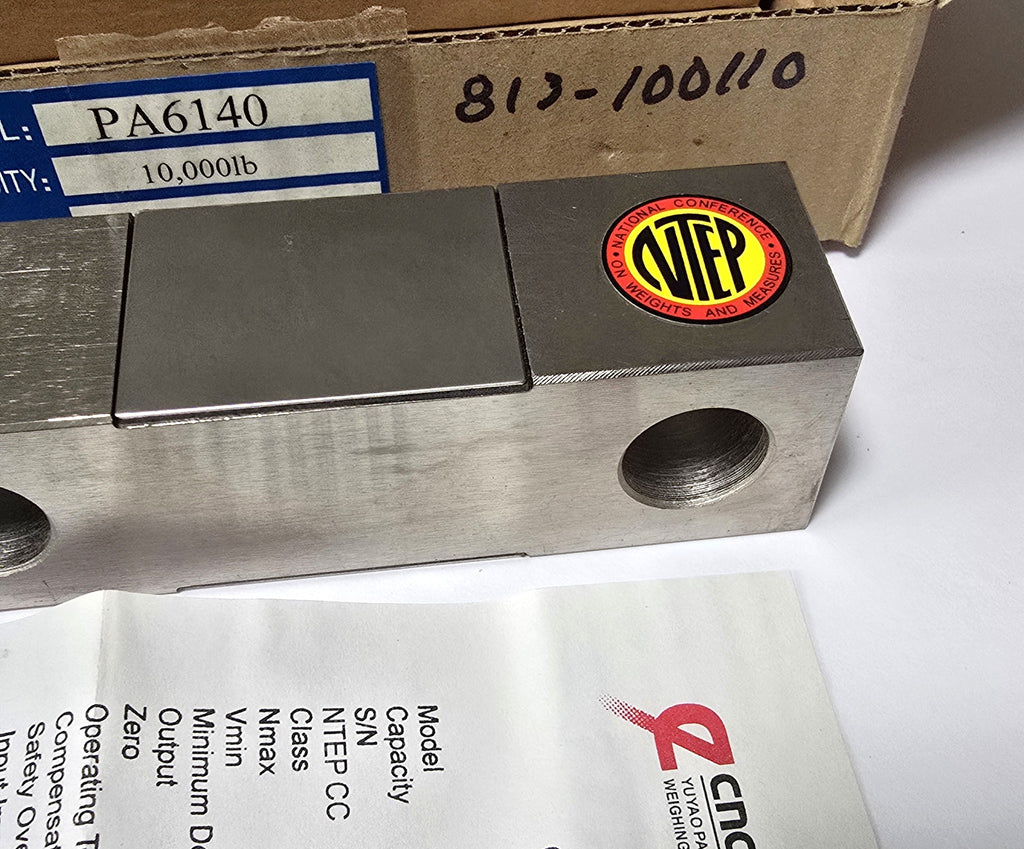 L:
PA6140
ITY:
10,000lb
813-100110
NATIONAL CONFERENCE
ON WEIGHTS AND MEASURES
NTEP
Model
Capacity
S/N
NTEP CC
Class
Nmax
Vmin
Minimum D
Output
Zero
Operating T
Compensat
Safety Ove
YUYAO PA
WEIGHING